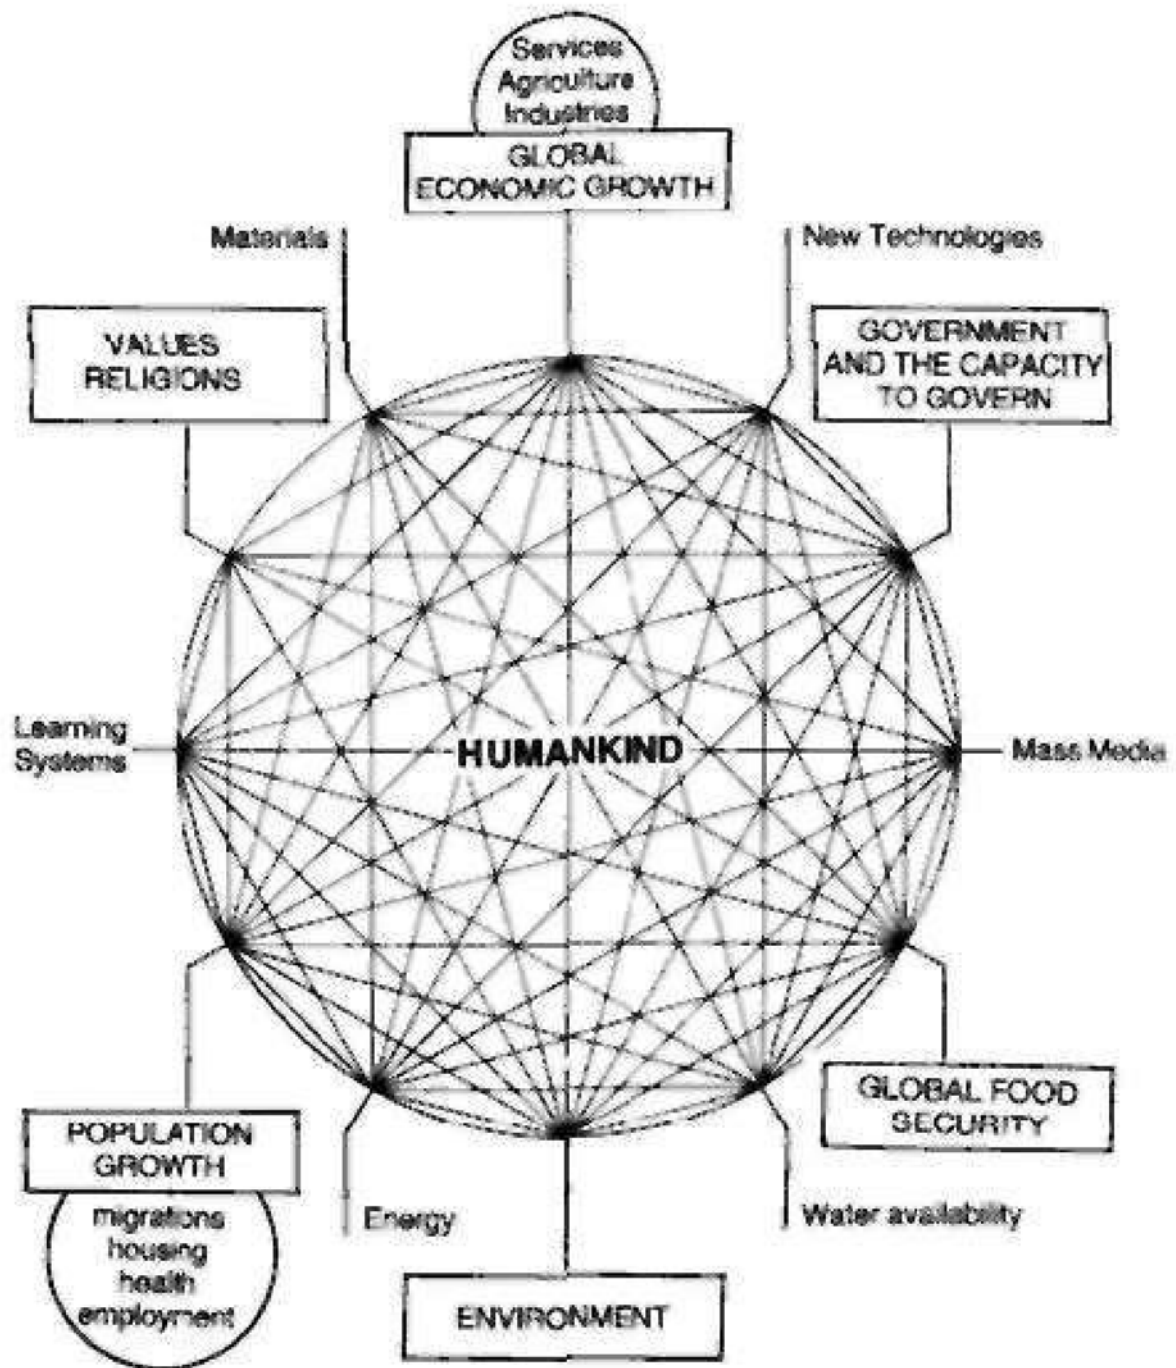 Services
Agriculture
Industries
GLOBAL
ECONOMIC GROWTH
Materials
New Technologies
VALUES
RELIGIONS
GOVERNMENT
AND THE CAPACITY
TO GOVERN
Learning
Systems
HUMANKIND
Mass Media
GLOBAL FOOD
SECURITY
POPULATION
GROWTH
migrations
housing
health
employment
Energy
Water availability
ENVIRONMENT